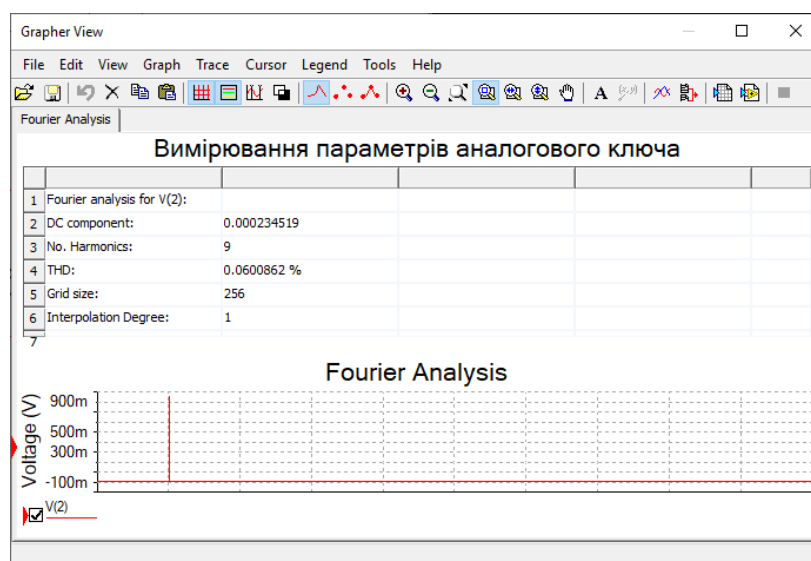 Grapher View
File Edit View Graph Trace Cursor Legend Tools Help
A (x,y)
Fourier Analysis
Вимірювання параметрів аналогового ключа
1 Fourier analysis for V(2):
2 DC component: 0.000234519
3 No. Harmonics: 9
4 THD: 0.0600862 %
5 Grid size: 256
6 Interpolation Degree: 1
7
Fourier Analysis
Voltage (V)
900m
500m
300m
-100m
V(2)